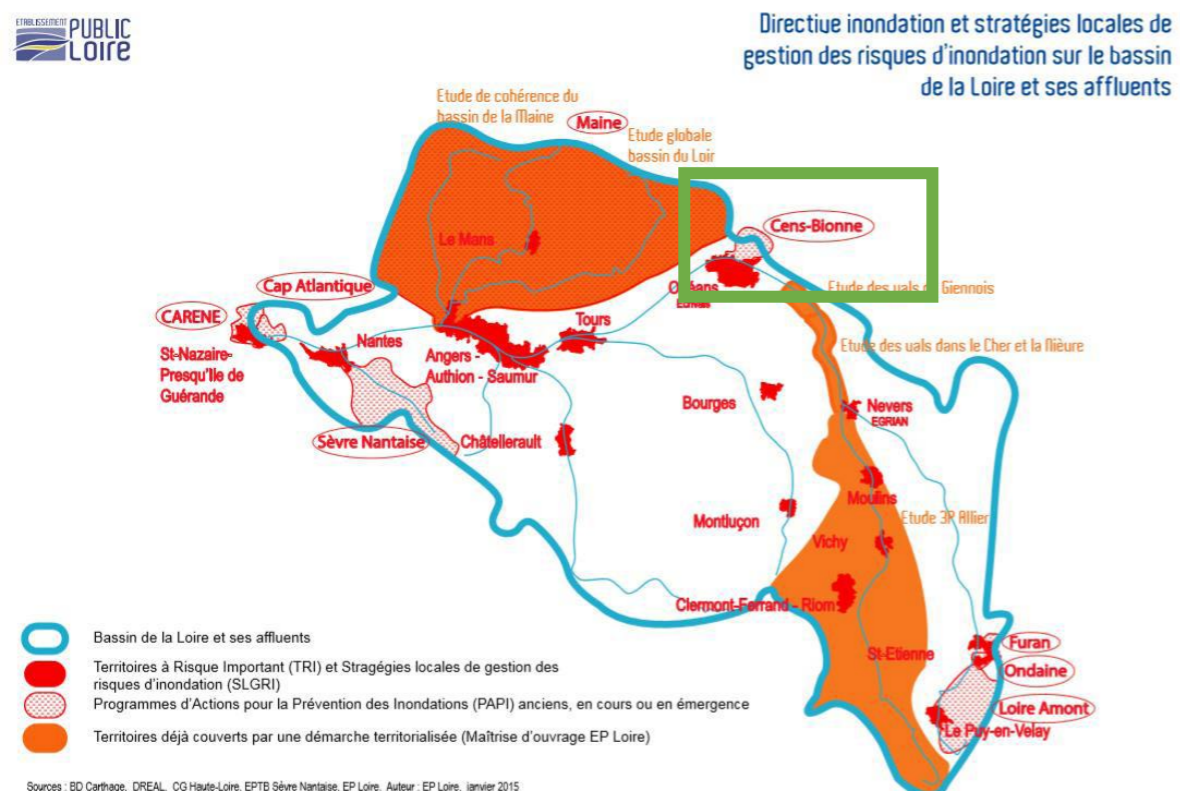 ETABLISSEMENT PUBLIC
LOIRE
Directive inondation et stratégies locales de
gestion des risques d'inondation sur le bassin
de la Loire et ses affluents
Etude de cohérence du
bassin de la Maine
Maine
Etude globale
bassin du Loir
Cens-Bionne
Le Mans
Orléans
Etude des vals du Giennois
Cap Atlantique
CARENE
Tours
Nantes
Angers -
Authion - Saumur
St-Nazaire-
Presqu'Ile de
Guérande
Etude des vals dans le Cher et la Nièvre
Bourges
Nevers
EGRIAN
Sèvre Nantaise
Châtellerault
Moulins
Montluçon
Etude 3P Allier
Vichy
Clermont-Ferrand - Riom
Furan
St-Etienne
Ondaine
Loire Amont
Le Puy-en-Velay
Bassin de la Loire et ses affluents
Territoires à Risque Important (TRI) et Stragégies locales de gestion des
risques d'inondation (SLGRI)
Programmes d'Actions pour la Prévention des Inondations (PAPI) anciens, en cours ou en émergence
Territoires déjà couverts par une démarche territorialisée (Maîtrise d'ouvrage EP Loire)
Sources : BD Carthage, DREAL, CG Haute-Loire, EPTB Sèvre Nantaise, EP Loire, Auteur : EP Loire, janvier 2015